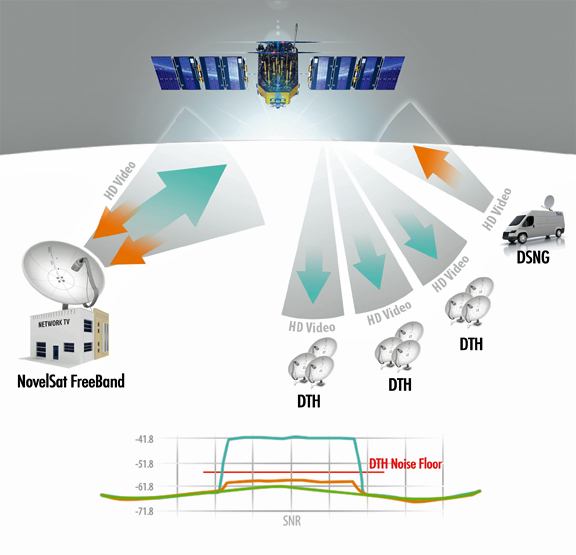 HD Video
HD Video
DSNG
NETWORK TV
NovelSat FreeBand
HD Video
HD Video
HD Video
DTH
DTH
DTH
-41.8
-51.8
DTH Noise Floor
-61.8
-71.8
SNR